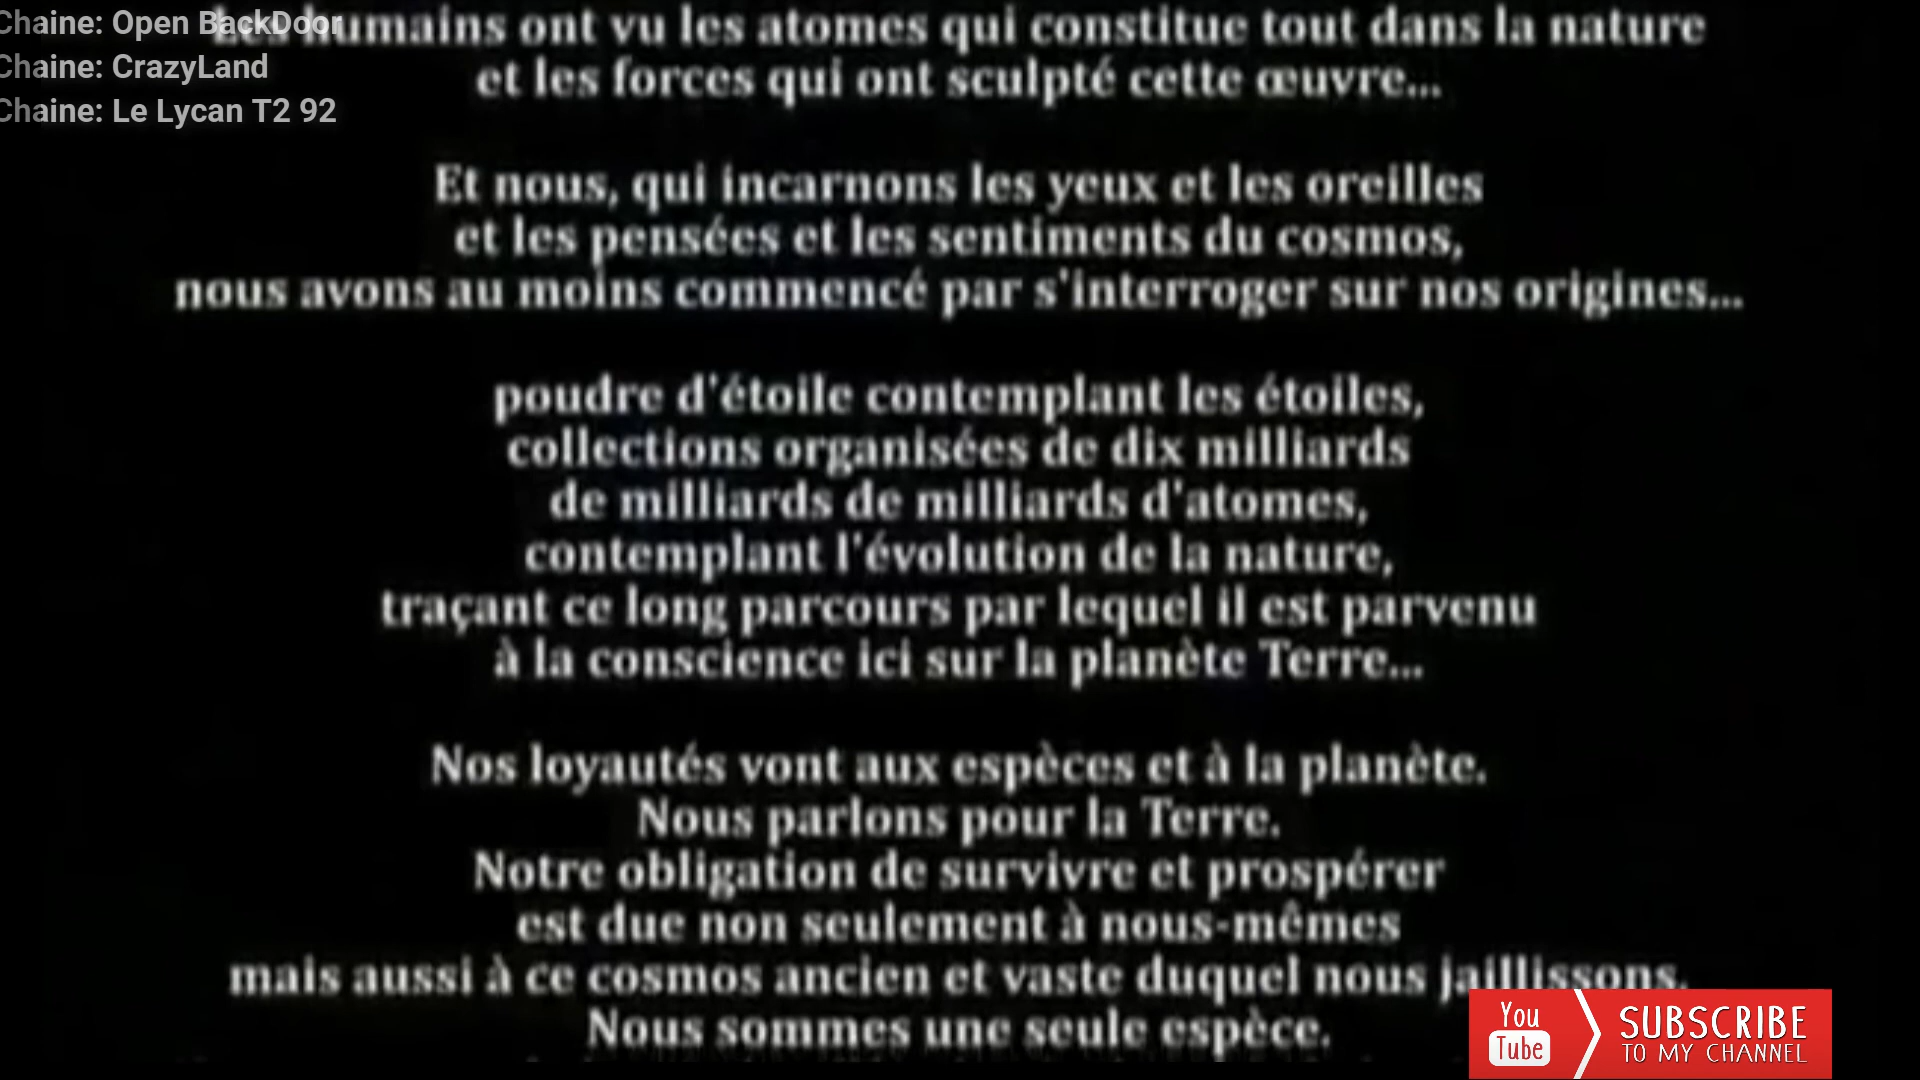 Chaine: Open BackDoor
Chaine: CrazyLand
Chaine: Le Lycan T2 92
humains ont vu les atomes qui constitue tout dans la nature
et les forces qui ont sculpté cette œuvre...
Et nous, qui incarnons les yeux et les oreilles
et les pensées et les sentiments du cosmos,
nous avons au moins commencé par s'interroger sur nos origines...
poudre d'étoile contemplant les étoiles,
collections organisées de dix milliards
de milliards de milliards d'atomes,
contemplant l'évolution de la nature,
traçant ce long parcours par lequel il est parvenu
à la conscience ici sur la planète Terre...
Nos loyautés vont aux espèces et à la planète.
Nous parlons pour la Terre.
Notre obligation de survivre et prospérer
est due non seulement à nous-mêmes
mais aussi à ce cosmos ancien et vaste duquel nous jaillissons.
Nous sommes une seule espèce.
You
Tube
SUBSCRIBE
TO MY CHANNEL